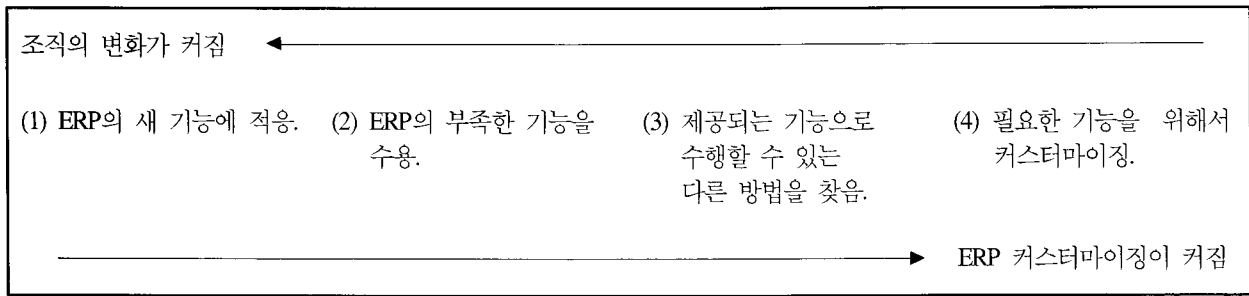 조직의 변화가 커짐
(1) ERP의 새 기능에 적응.
(2) ERP의 부족한 기능을
수용.
(3) 제공되는 기능으로
수행할 수 있는
다른 방법을 찾음.
(4) 필요한 기능을 위해서
커스터마이징.
ERP 커스터마이징이 커짐